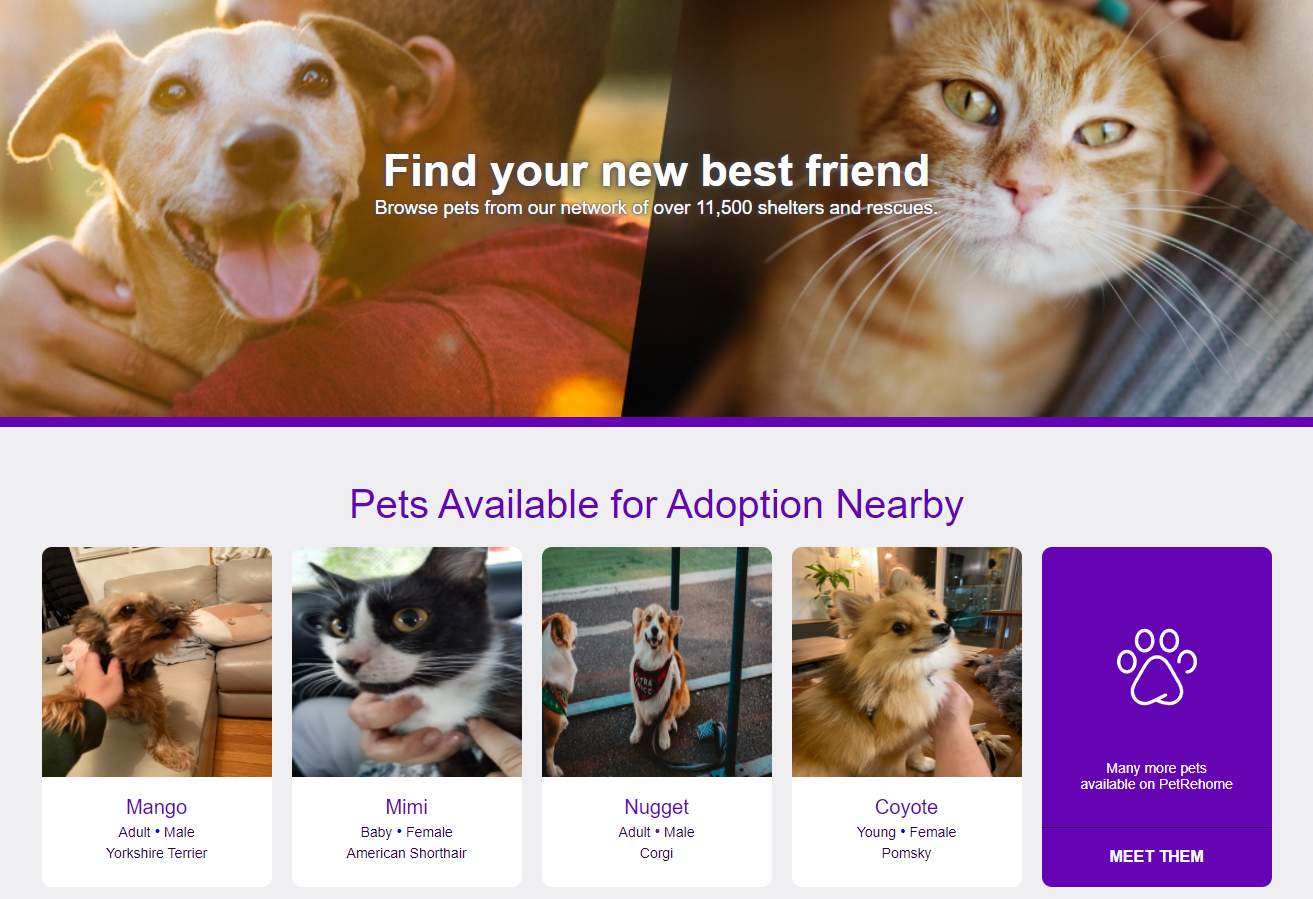 Find your new best friend
Browse pets from our network of over 11,500 shelters and rescues.
Pets Available for Adoption Nearby
Mango
Adult • Male
Yorkshire Terrier
Mimi
Baby • Female
American Shorthair
Nugget
Adult • Male
Corgi
Coyote
Young • Female
Pomsky
Many more pets
available on PetRehome
MEET THEM